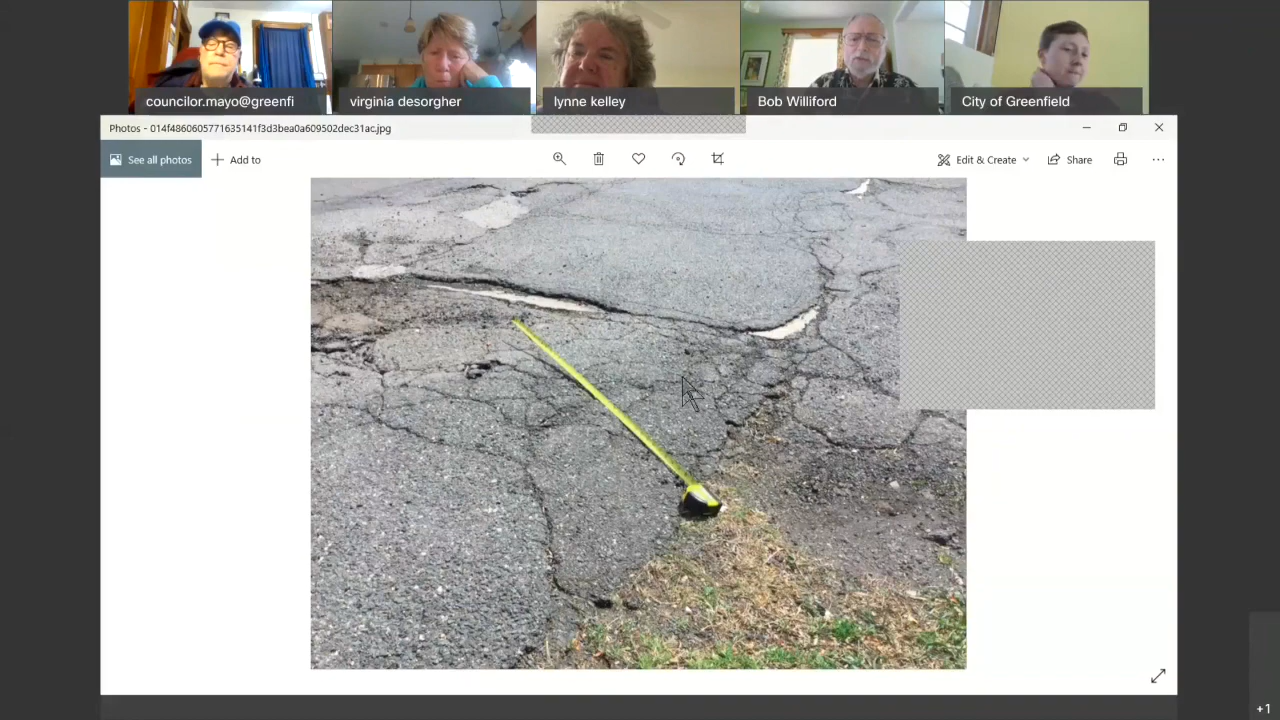 councilor.mayo@greenfi
virginia desorgher
lynne kelley
Bob Williford
City of Greenfield
Photos - 014f4860605771635141f3d3bea0a609502dec31ac.jpg
See all photos
Add to
Edit & Create
Share
+1